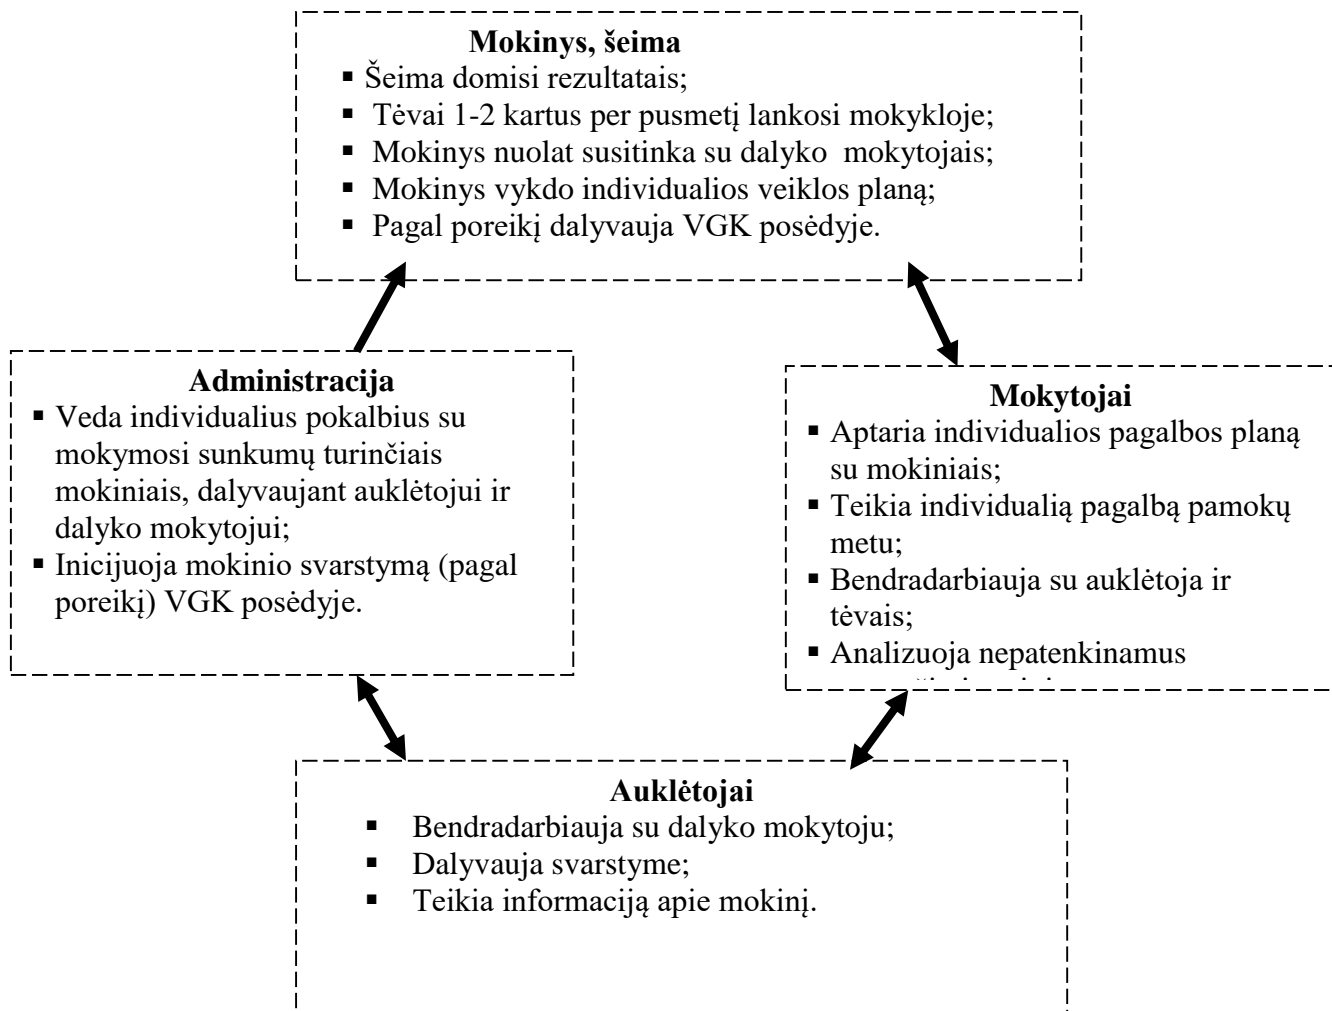 Mokinys, šeima
▪ Šeima domisi rezultatais;
▪ Tėvai 1-2 kartus per pusmetį lankosi mokykloje;
▪ Mokinys nuolat susitinka su dalyko mokytojais;
▪ Mokinys vykdo individualios veiklos planą;
▪ Pagal poreikį dalyvauja VGK posėdyje.
Administracija
▪ Veda individualius pokalbius su
mokymosi sunkumų turinčiais
mokiniais, dalyvaujant auklėtojui ir
dalyko mokytojui;
▪ Inicijuoja mokinio svarstymą (pagal
poreikį) VGK posėdyje.
Mokytojai
▪ Aptaria individualios pagalbos planą
su mokiniais;
▪ Teikia individualią pagalbą pamokų
metu;
▪ Bendradarbiauja su auklėtoja ir
tėvais;
▪ Analizuoja nepatenkinamus
Auklėtojai
▪ Bendradarbiauja su dalyko mokytoju;
▪ Dalyvauja svarstyme;
▪ Teikia informaciją apie mokinį.